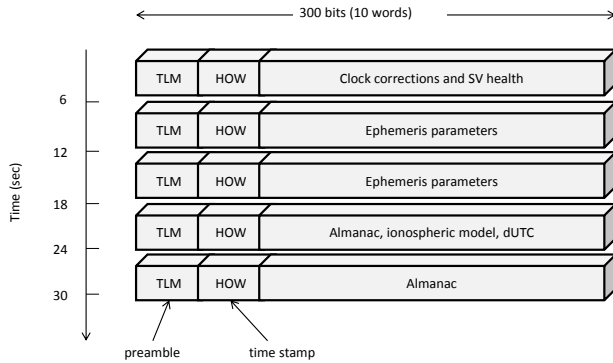 300 bits (10 words)
TLM HOW Clock corrections and SV health
6
TLM HOW Ephemeris parameters
12
TLM HOW Ephemeris parameters
18
TLM HOW Almanac, ionospheric model, dUTC
24
TLM HOW Almanac
30
Time (sec)
preamble time stamp